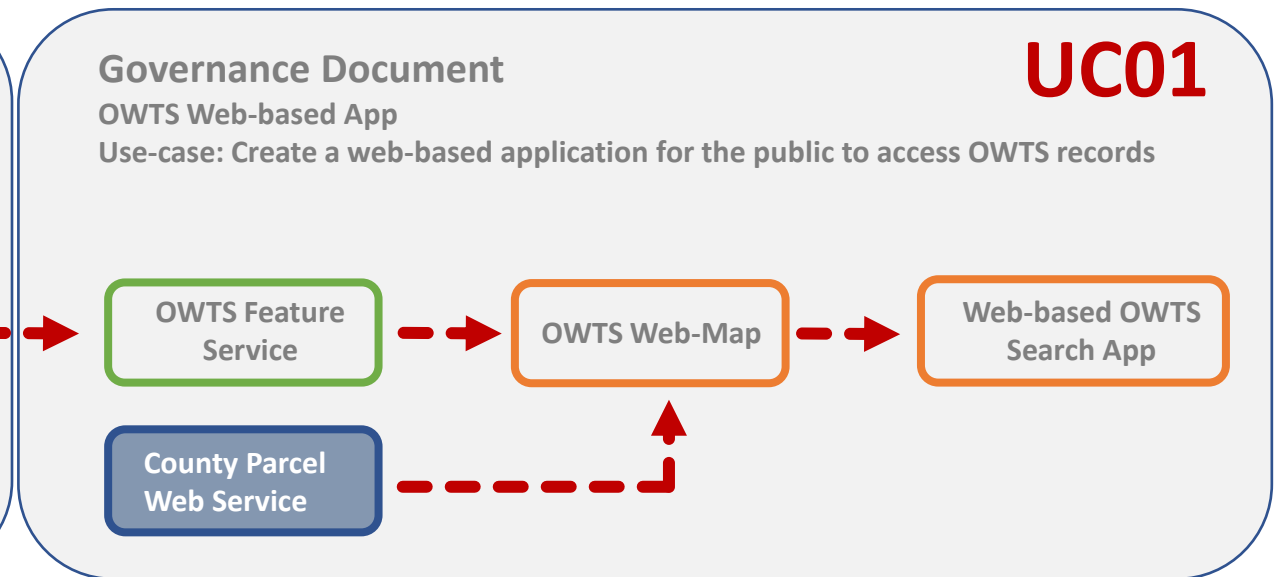 Governance Document
UC01
OWTS Web-based App
Use-case: Create a web-based application for the public to access OWTS records
OWTS Feature
Service
OWTS Web-Map
Web-based OWTS
Search App
County Parcel
Web Service